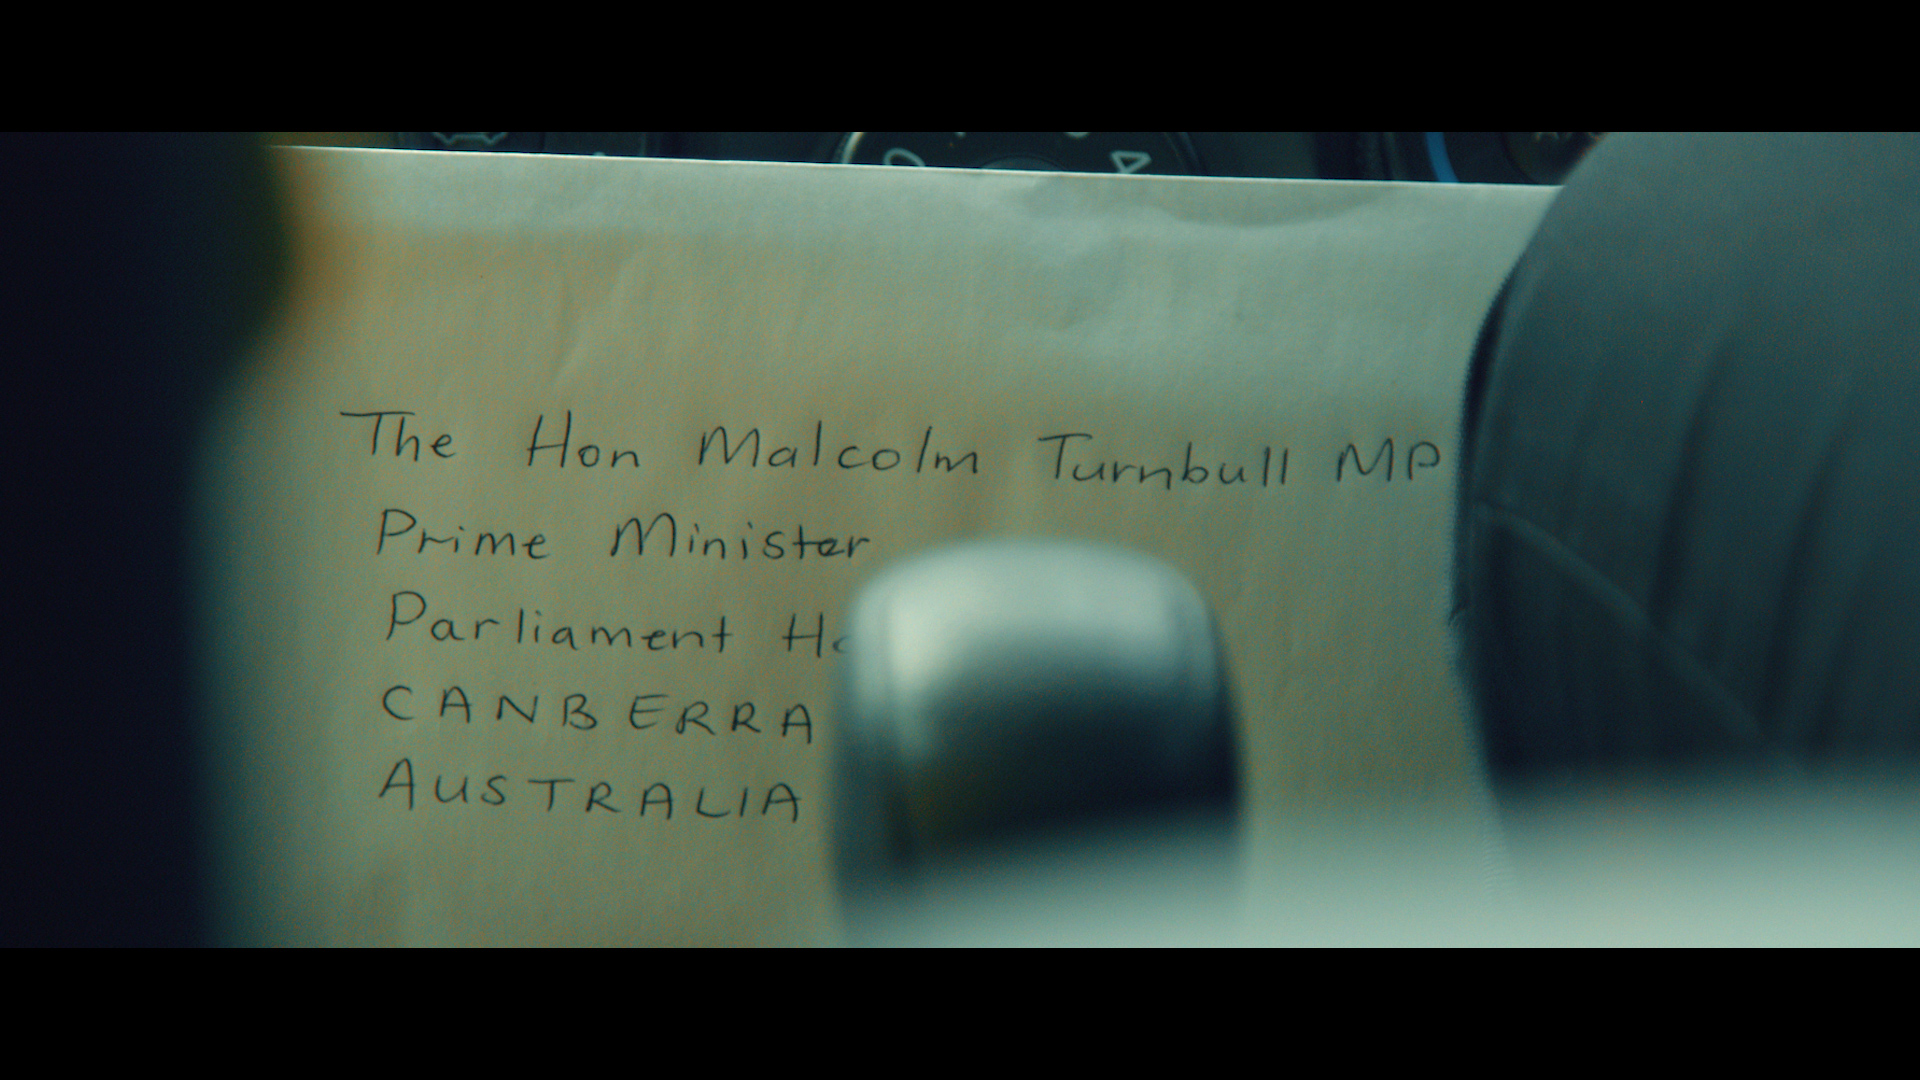 The Hon Malcolm Turnbull MP
Prime Minister
Parliament
CANBERRA
AUSTRALIA